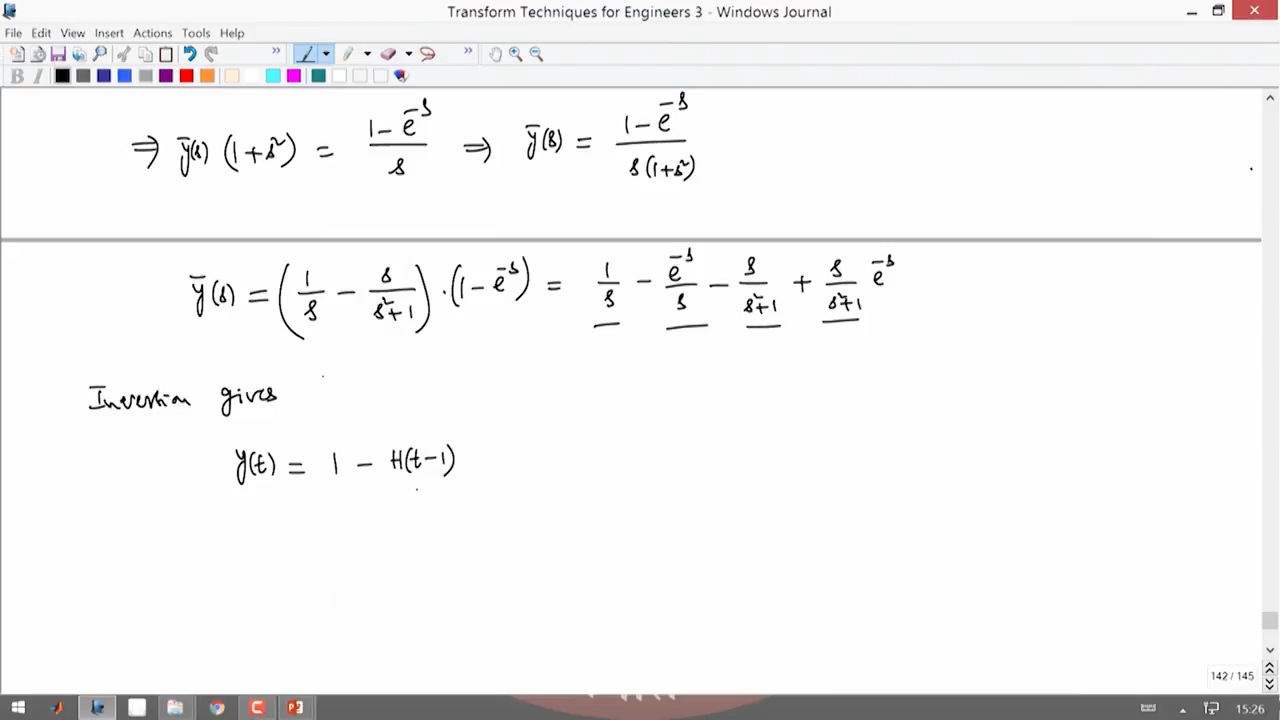 Transform Techniques for Engineers 3 - Windows Journal
File Edit View Insert Actions Tools Help
B I
⇒ ȳ(s) (1+s²) = (1 - e^{-s}) / s ⇒ ȳ(s) = (1 - e^{-s}) / (s(1+s²))
ȳ(s) = (1/s - s/(s²+1)) · (1 - e^{-s}) = 1/s - e^{-s}/s - s/(s²+1) + s/(s²+1) e^{-s}
Inversion gives
y(t) = 1 - H(t-1)
142 / 145
15:26